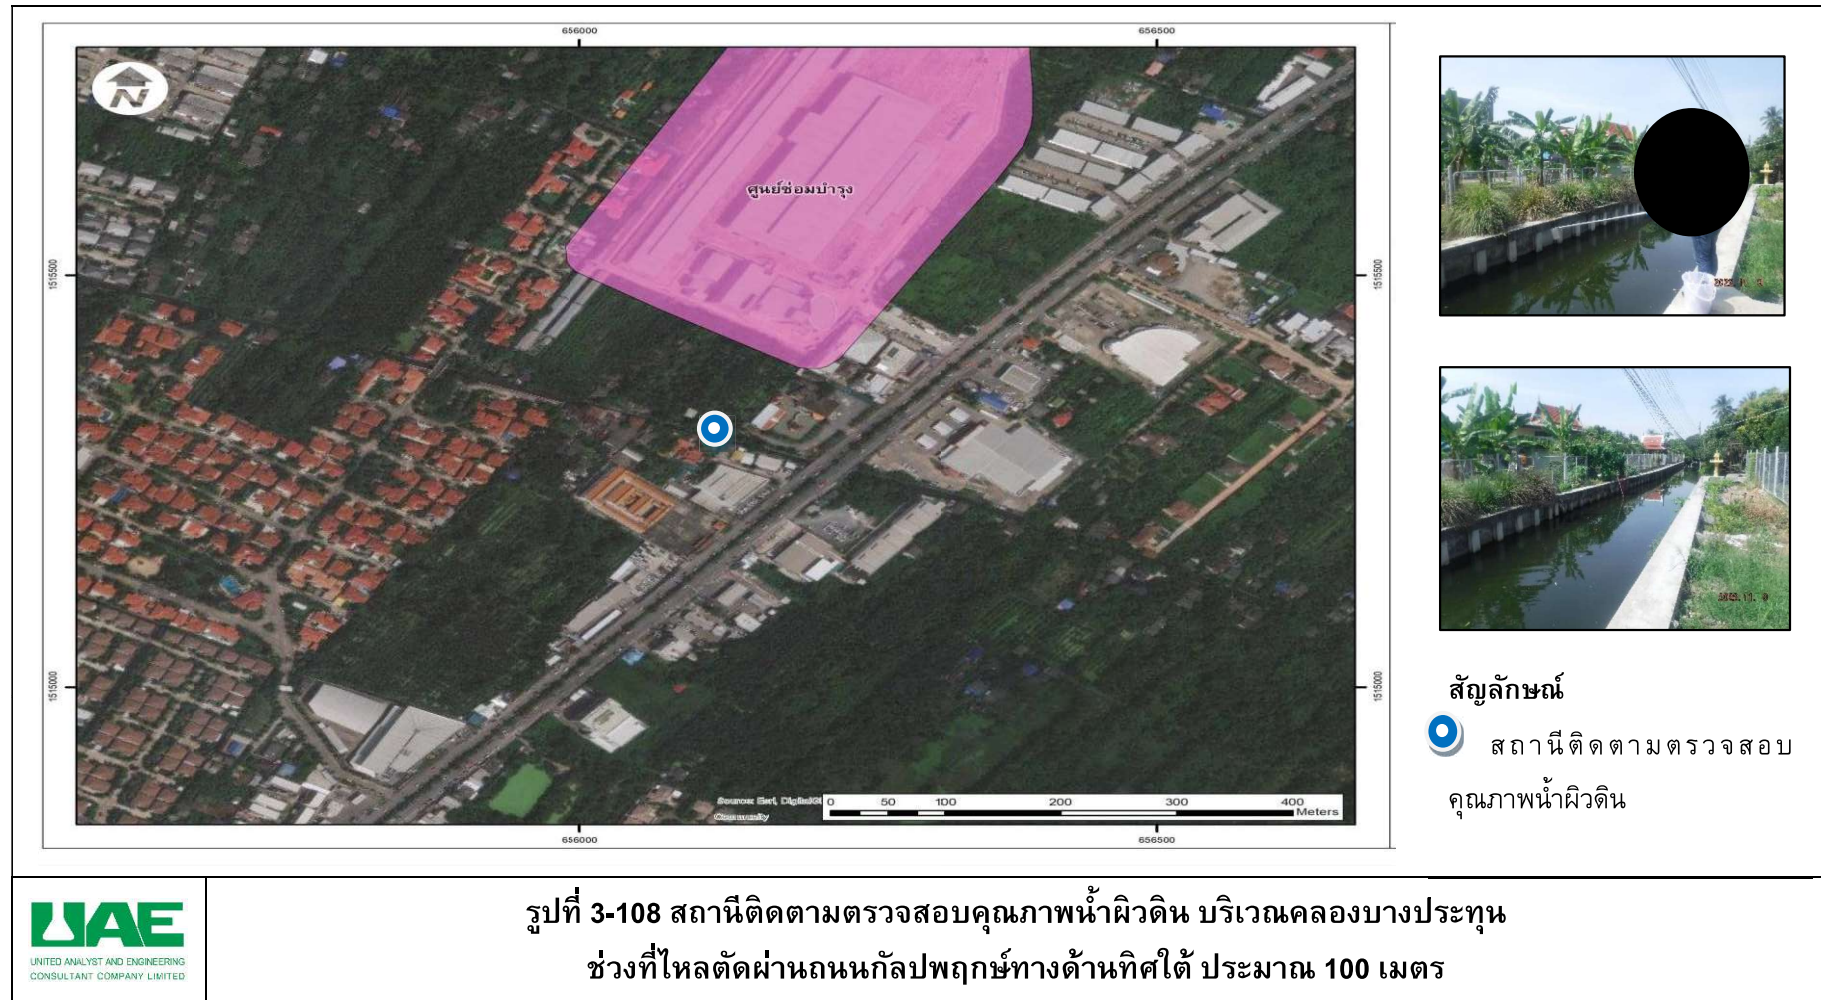 656000
656500
N
ศูนย์ซ่อมบำรุง
1515500
1515500
1515000
1515000
Source: Esri, DigitalGl
Community
0 50 100 200 300 400
Meters
656000
656500
สัญลักษณ์
สถานีติดตามตรวจสอบ
คุณภาพน้ำผิวดิน
UAE
UNITED ANALYST AND ENGINEERING
CONSULTANT COMPANY LIMITED
รูปที่ 3-108 สถานีติดตามตรวจสอบคุณภาพน้ำผิวดิน บริเวณคลองบางประทุน
ช่วงที่ไหลตัดผ่านถนนกัลปพฤกษ์ทางด้านทิศใต้ ประมาณ 100 เมตร